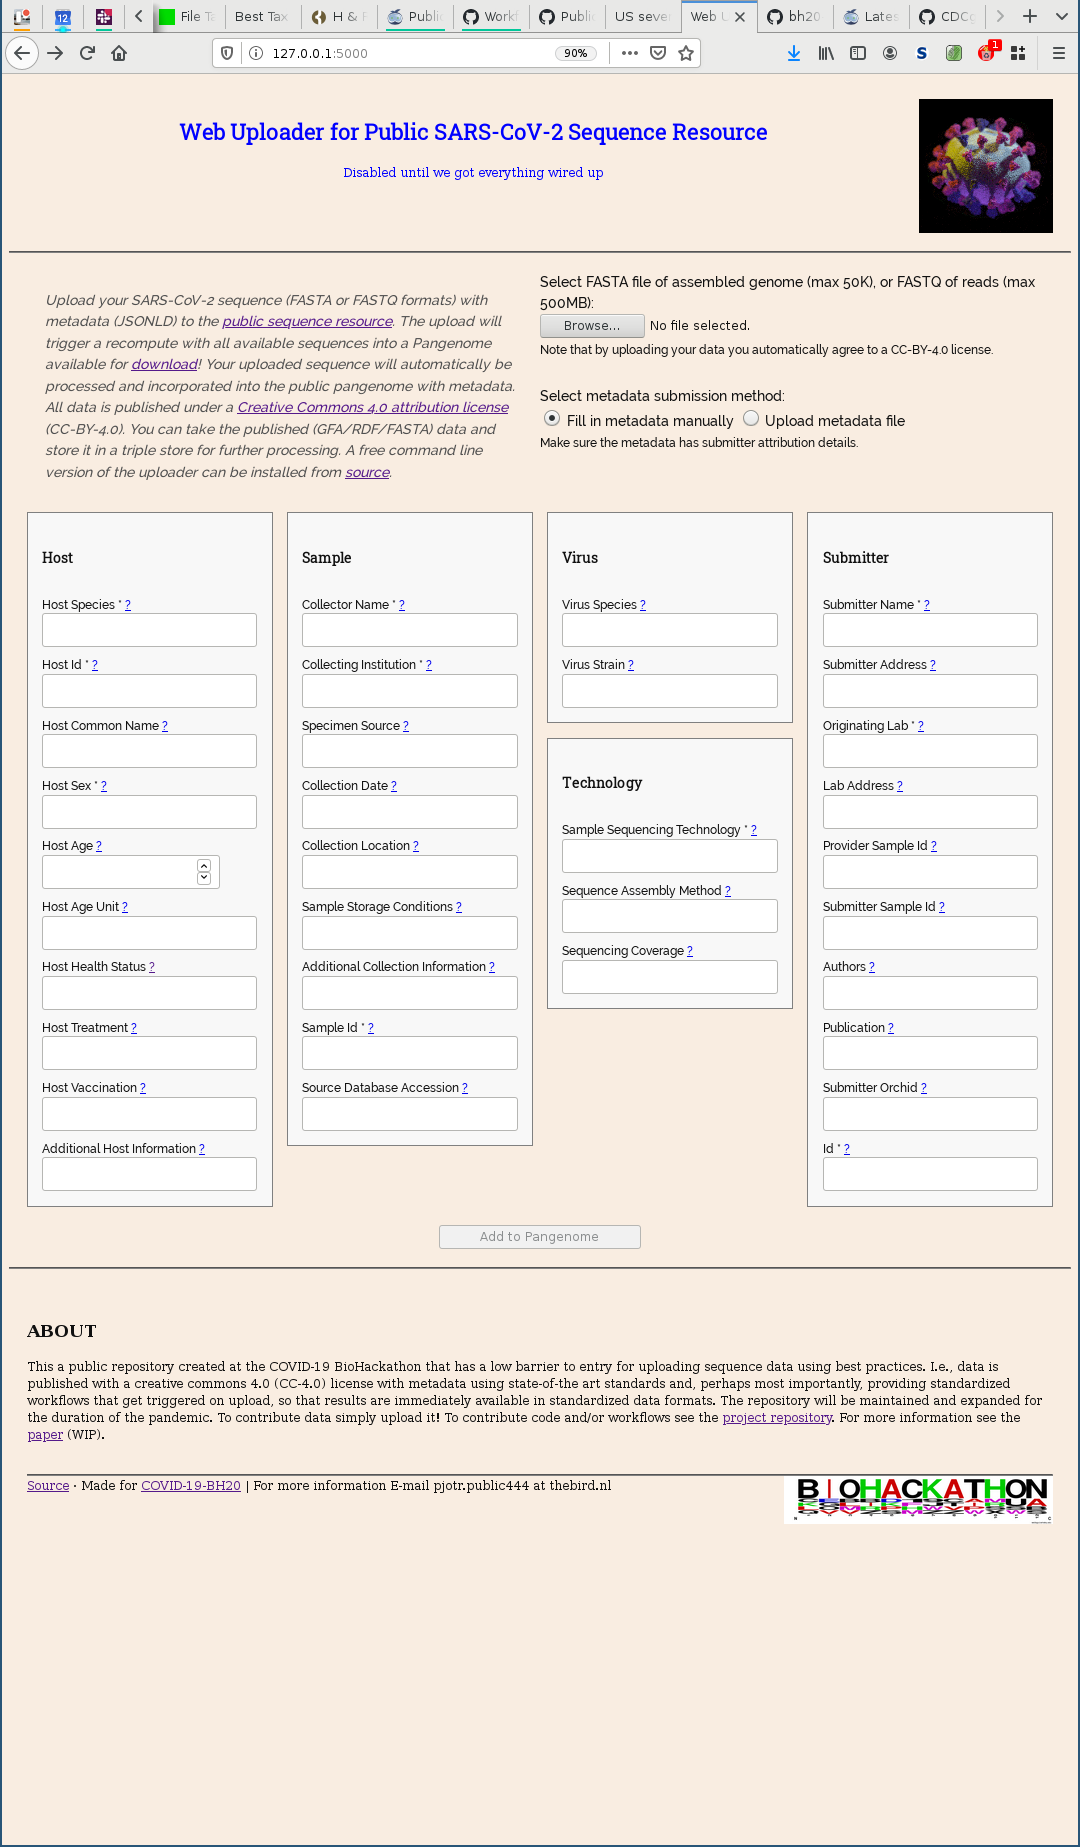 12
File Ta
Best Tax
H & F
Publi
Workf
Publi
US seve
Web U
bh20
Lates
CDCg
127.0.0.1:5000
90%
S
1
Web Uploader for Public SARS-CoV-2 Sequence Resource
Disabled until we got everything wired up
Upload your SARS-CoV-2 sequence (FASTA or FASTQ formats) with
metadata (JSONLD) to the public sequence resource. The upload will
trigger a recompute with all available sequences into a Pangenome
available for download! Your uploaded sequence will automatically be
processed and incorporated into the public pangenome with metadata.
All data is published under a Creative Commons 4.0 attribution license
(CC-BY-4.0). You can take the published (GFA/RDF/FASTA) data and
store it in a triple store for further processing. A free command line
version of the uploader can be installed from source.
Select FASTA file of assembled genome (max 50K), or FASTQ of reads (max
500MB):
Browse... No file selected.
Note that by uploading your data you automatically agree to a CC-BY-4.0 license.
Select metadata submission method:
Fill in metadata manually Upload metadata file
Make sure the metadata has submitter attribution details.
Host
Host Species * ?
Host Id * ?
Host Common Name ?
Host Sex * ?
Host Age ?
Host Age Unit ?
Host Health Status ?
Host Treatment ?
Host Vaccination ?
Additional Host Information ?
Sample
Collector Name * ?
Collecting Institution * ?
Specimen Source ?
Collection Date ?
Collection Location ?
Sample Storage Conditions ?
Additional Collection Information ?
Sample Id * ?
Source Database Accession ?
Virus
Virus Species ?
Virus Strain ?
Technology
Sample Sequencing Technology * ?
Sequence Assembly Method ?
Sequencing Coverage ?
Submitter
Submitter Name * ?
Submitter Address ?
Originating Lab * ?
Lab Address ?
Provider Sample Id ?
Submitter Sample Id ?
Authors ?
Publication ?
Submitter Orchid ?
Id * ?
Add to Pangenome
ABOUT
This a public repository created at the COVID-19 BioHackathon that has a low barrier to entry for uploading sequence data using best practices. I.e., data is
published with a creative commons 4.0 (CC-4.0) license with metadata using state-of-the art standards and, perhaps most importantly, providing standardized
workflows that get triggered on upload, so that results are immediately available in standardized data formats. The repository will be maintained and expanded for
the duration of the pandemic. To contribute data simply upload it! To contribute code and/or workflows see the project repository. For more information see the
paper (WIP).
Source · Made for COVID-19-BH20 | For more information E-mail pjotr.public444 at thebird.nl
BIOHACKATHON